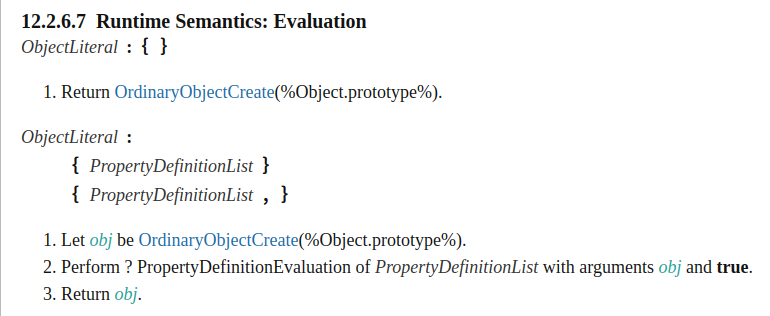 12.2.6.7 Runtime Semantics: Evaluation
ObjectLiteral : { }
1. Return OrdinaryObjectCreate(%Object.prototype%).
ObjectLiteral :
{ PropertyDefinitionList }
{ PropertyDefinitionList , }
1. Let obj be OrdinaryObjectCreate(%Object.prototype%).
2. Perform ? PropertyDefinitionEvaluation of PropertyDefinitionList with arguments obj and true.
3. Return obj.